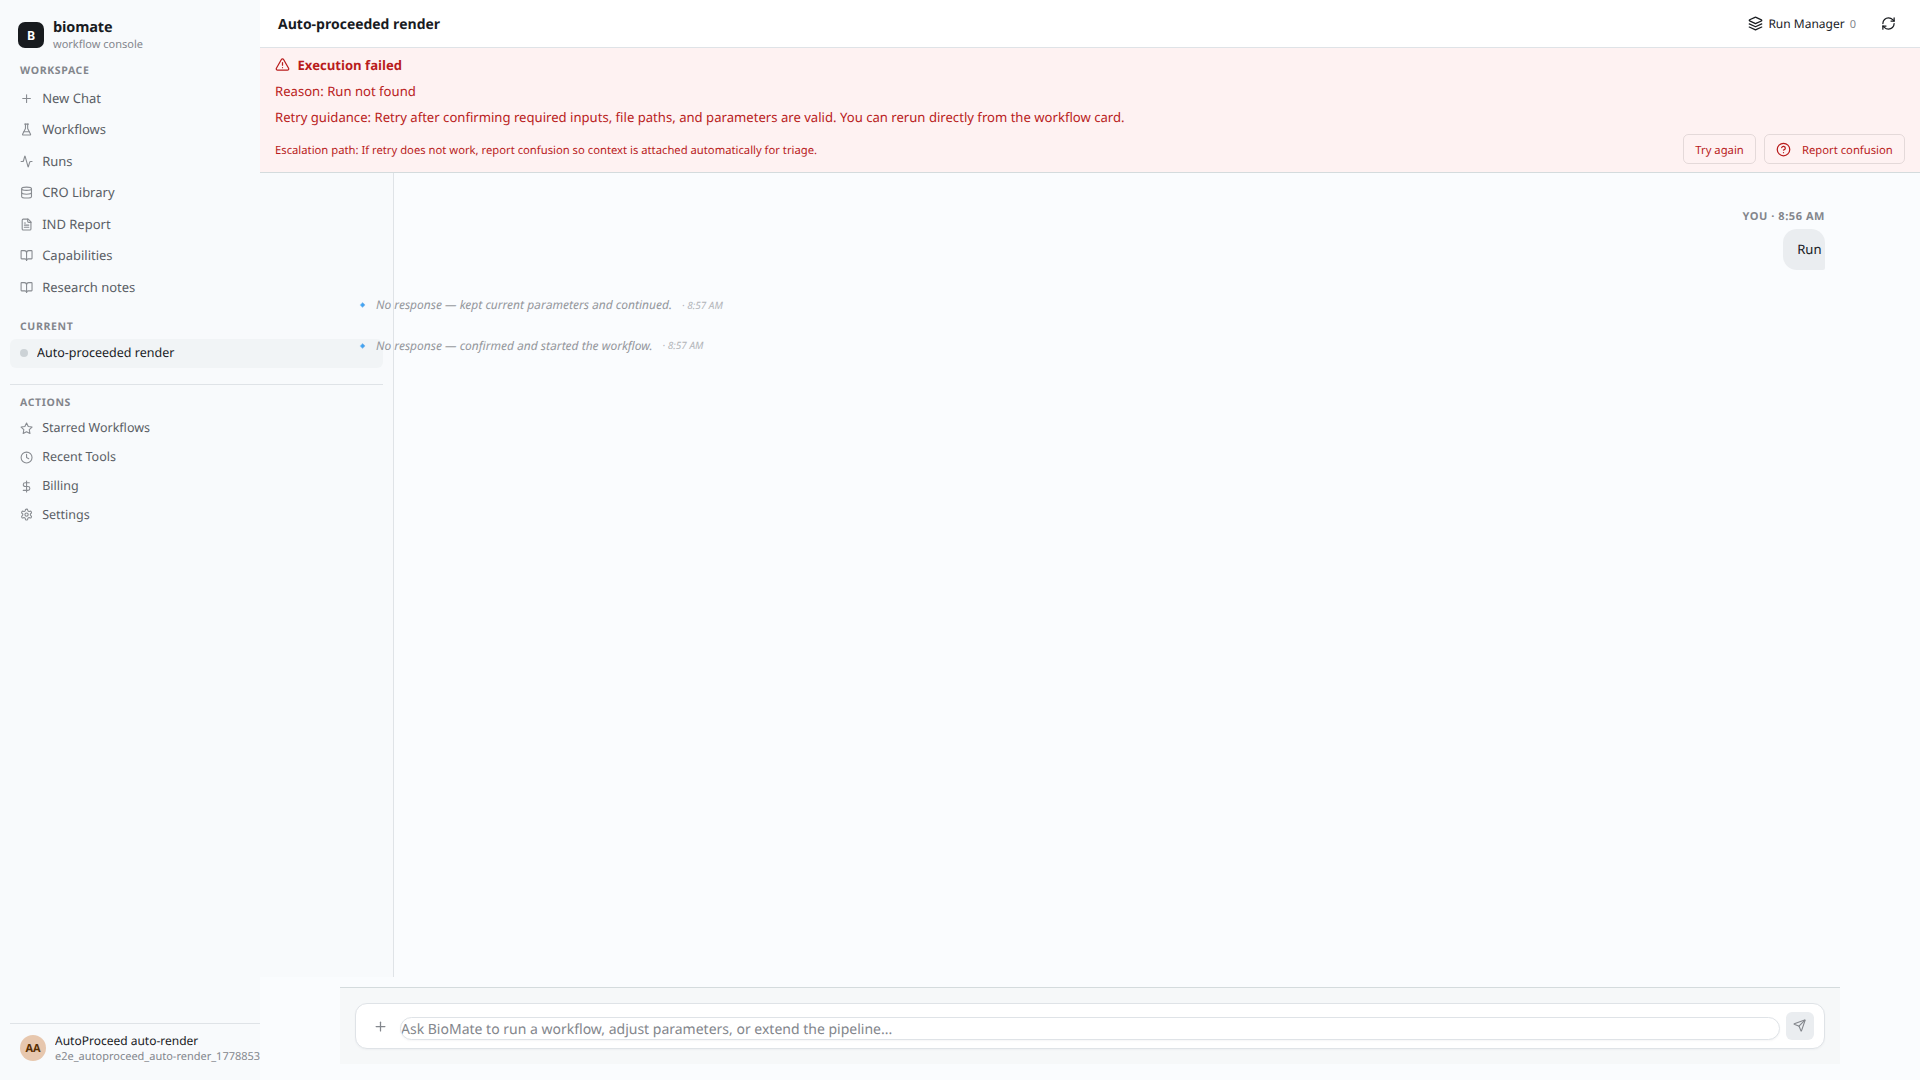 B
biomate
workflow console
WORKSPACE
New Chat
Workflows
Runs
CRO Library
IND Report
Capabilities
Research notes
CURRENT
Auto-proceeded render
ACTIONS
Starred Workflows
Recent Tools
Billing
Settings
AA
AutoProceed auto-render
e2e_autoproceed_auto-render_1778853
Auto-proceeded render
Run Manager 0
Execution failed
Reason: Run not found
Retry guidance: Retry after confirming required inputs, file paths, and parameters are valid. You can rerun directly from the workflow card.
Escalation path: If retry does not work, report confusion so context is attached automatically for triage.
Try again
Report confusion
YOU · 8:56 AM
Run
No response — kept current parameters and continued. · 8:57 AM
No response — confirmed and started the workflow. · 8:57 AM
Ask BioMate to run a workflow, adjust parameters, or extend the pipeline...